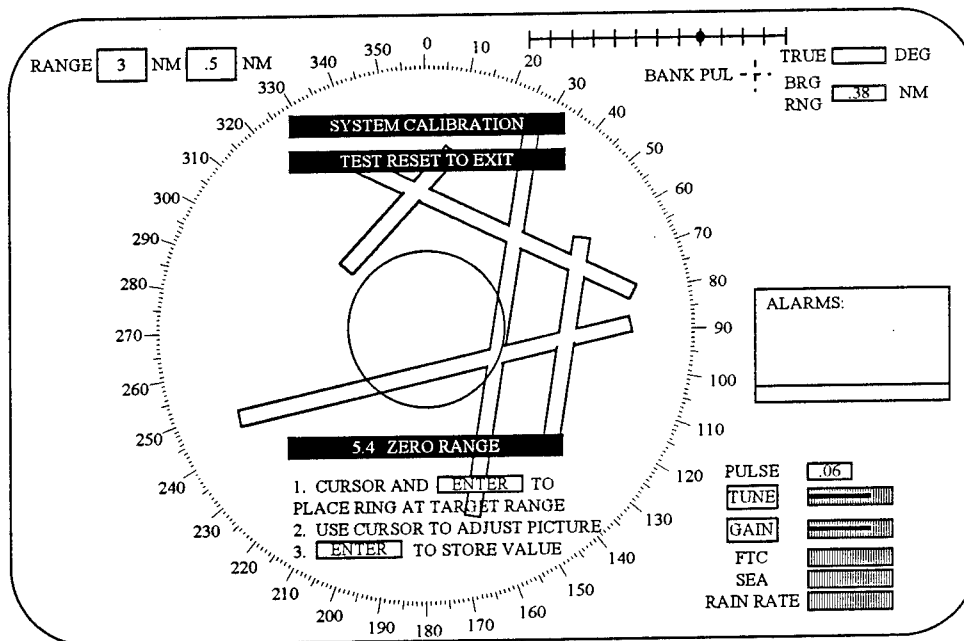 RANGE 3 NM .5 NM
BANK PUL
TRUE DEG
BRG
RNG .38 NM
0
10
20
30
40
50
60
70
80
90
100
110
120
130
140
150
160
170
180
190
200
210
220
230
240
250
260
270
280
290
300
310
320
330
340
350
SYSTEM CALIBRATION
TEST RESET TO EXIT
ALARMS:
5.4 ZERO RANGE
1. CURSOR AND ENTER TO
PLACE RING AT TARGET RANGE
2. USE CURSOR TO ADJUST PICTURE
3. ENTER TO STORE VALUE
PULSE .06
TUNE
GAIN
FTC
SEA
RAIN RATE